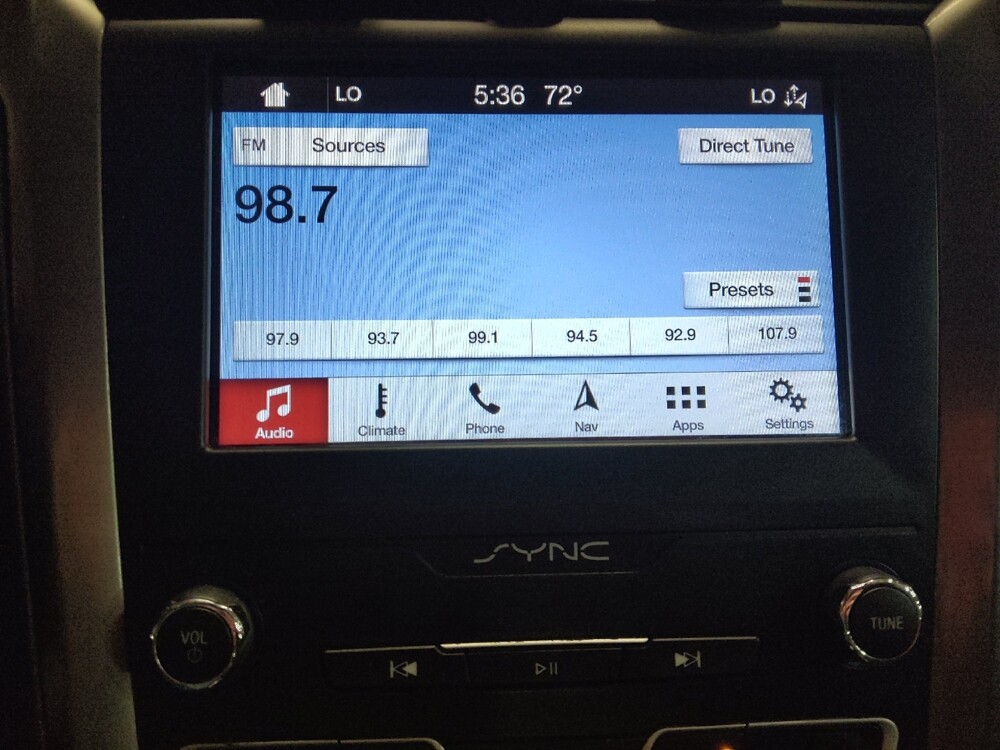 LO 5:36 72° LO
FM Sources Direct Tune
98.7
Presets
97.9 93.7 99.1 94.5 92.9 107.9
Audio Climate Phone Nav Apps Settings
SYNC
VOL TUNE